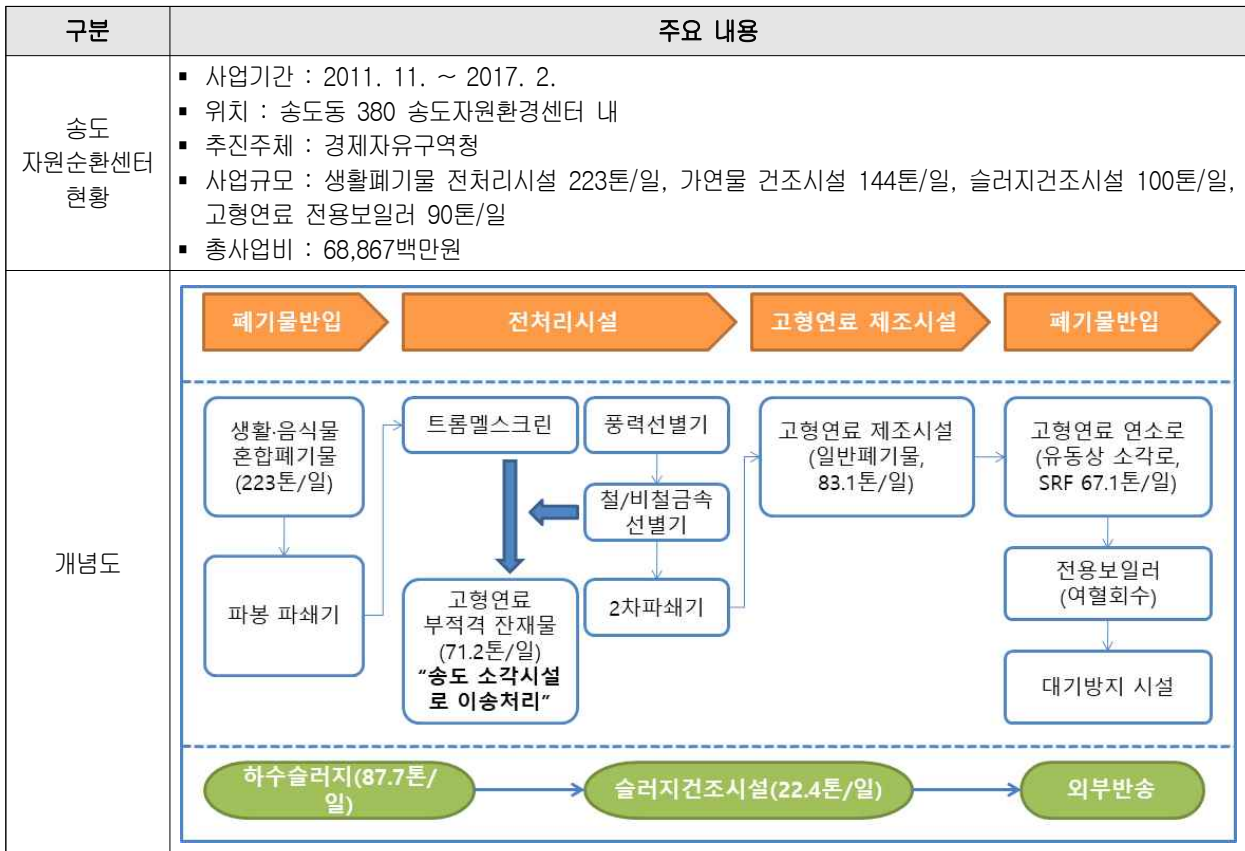 구분
주요 내용
송도
자원순환센터
현황
▪ 사업기간 : 2011. 11. ~ 2017. 2.
▪ 위치 : 송도동 380 송도자원환경센터 내
▪ 추진주체 : 경제자유구역청
▪ 사업규모 : 생활폐기물 전처리시설 223톤/일, 가연물 건조시설 144톤/일, 슬러지건조시설 100톤/일,
고형연료 전용보일러 90톤/일
▪ 총사업비 : 68,867백만원
개념도
폐기물반입
전처리시설
고형연료 제조시설
폐기물반입
생활·음식물
혼합폐기물
(223톤/일)
파봉 파쇄기
트롬멜스크린
고형연료
부적격 잔재물
(71.2톤/일)
“송도 소각시설
로 이송처리”
풍력선별기
철/비철금속
선별기
2차파쇄기
고형연료 제조시설
(일반폐기물,
83.1톤/일)
고형연료 연소로
(유동상 소각로,
SRF 67.1톤/일)
전용보일러
(여혈회수)
대기방지 시설
하수슬러지(87.7톤/
일)
슬러지건조시설(22.4톤/일)
외부반송